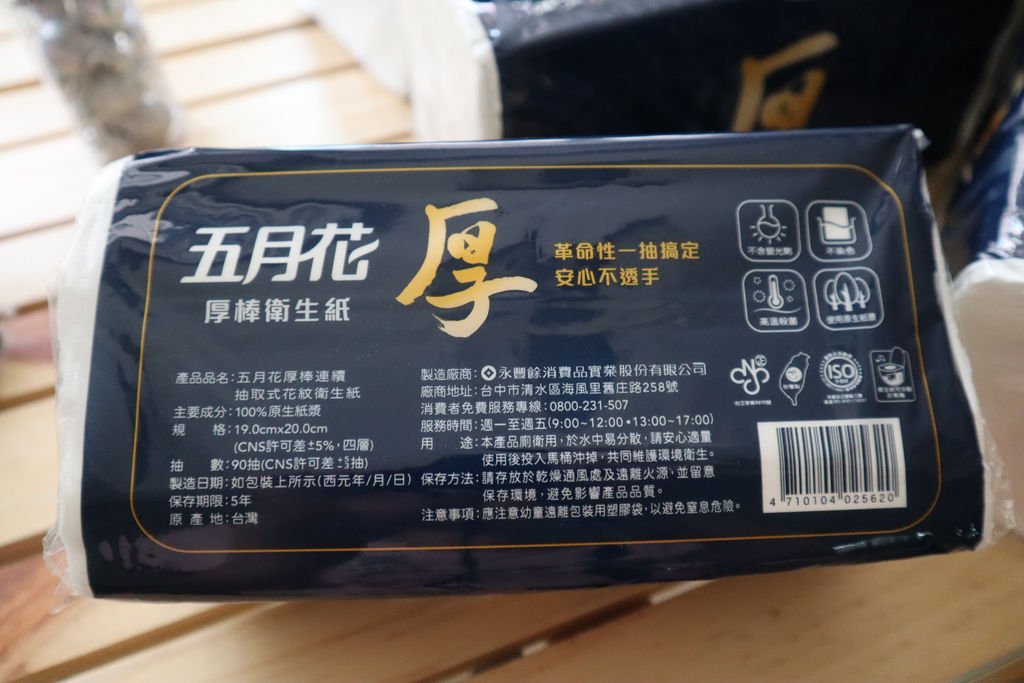 五月花
厚棒衛生紙
厚
革命性一抽搞定
安心不透手
不含螢光劑
不染色
高溫殺菌
使用原生紙漿
產品品名：五月花厚棒連續
抽取式花紋衛生紙
主要成分：100%原生紙漿
規　　格：19.0cmx20.0cm
(CNS許可差±5%，四層)
抽　　數：90抽(CNS許可差±3抽)
製造日期：如包裝上所示(西元年/月/日)
保存期限：5年
原 產 地：台灣
製造廠商：永豐餘消費品實業股份有限公司
廠商地址：台中市清水區海風里舊庄路258號
消費者免費服務專線：0800-231-507
服務時間：週一至週五(9:00~12:00•13:00~17:00)
用　　途：本產品廁衛用，於水中易分散，請安心適量
使用後投入馬桶沖掉，共同維護環境衛生。
保存方法：請存放於乾燥通風處及遠離火源，並留意
保存環境，避免影響產品品質。
注意事項：應注意幼童遠離包裝用塑膠袋，以避免窒息危險。
台灣製
ISO
4 710104 025620
厚